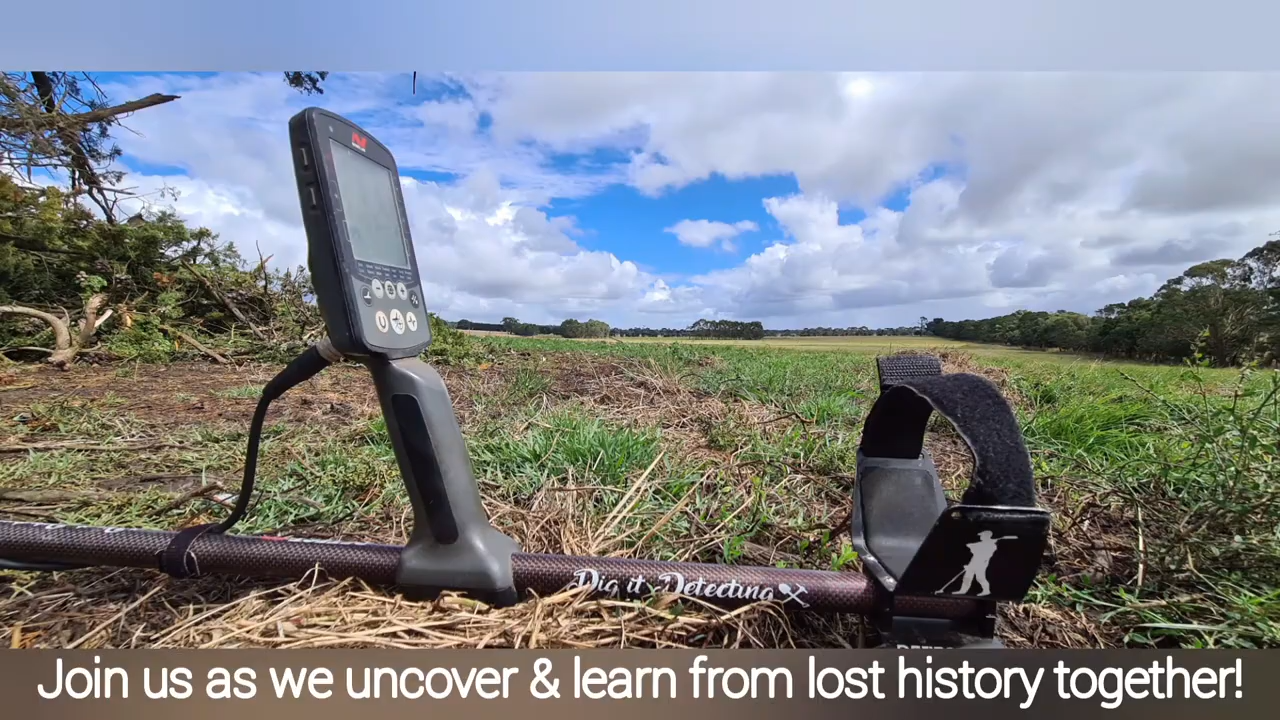 Dig it Detecting
Join us as we uncover & learn from lost history together!